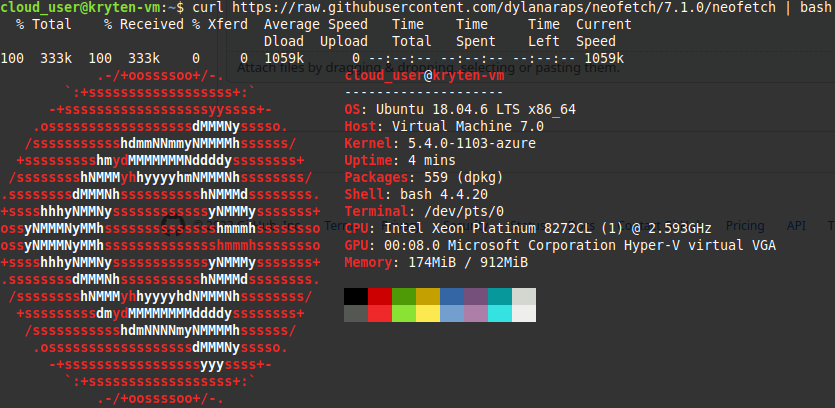 cloud_user@kryten-vm:~$ curl https://raw.githubusercontent.com/dylanaraps/neofetch/7.1.0/neofetch | bash
  % Total    % Received % Xferd  Average Speed   Time    Time     Time  Current
                                 Dload  Upload   Total   Spent    Left  Speed
100  333k  100  333k    0     0  1059k      0 --:--:-- --:--:-- --:--:-- 1059k
Attach files by dragging & dropping, selecting or pasting them.
            .-/+oossssoo+/-.               cloud_user@kryten-vm
        `:+ssssssssssssssssss+:`           --------------------
      -+ssssssssssssssssssyyssss+-         OS: Ubuntu 18.04.6 LTS x86_64
    .ossssssssssssssssssdMMMNysssso.       Host: Virtual Machine 7.0
   /ssssssssssshdmmNNmmyNMMMMhssssss/      Kernel: 5.4.0-1103-azure
  +ssssssssshmydMMMMMMMNddddyssssssss+     Uptime: 4 mins
 /sssssssshNMMMyhhyyyyhmNMMMNhssssssss/    Packages: 559 (dpkg)
.ssssssssdMMMNhsssssssssshNMMMdssssssss.   Shell: bash 4.4.20
+sssshhhyNMMNyssssssssssssyNMMMysssssss+   Terminal: /dev/pts/0
ossyNMMMNyMMhsssssssssssssshmmmhssssssso   CPU: Intel Xeon Platinum 8272CL (1) @ 2.593GHz
ossyNMMMNyMMhsssssssssssssshmmmhssssssso   GPU: 00:08.0 Microsoft Corporation Hyper-V virtual VGA
+sssshhhyNMMNyssssssssssssyNMMMysssssss+   Memory: 174MiB / 912MiB
.ssssssssdMMMNhsssssssssshNMMMdssssssss.
 /sssssssshNMMMyhhyyyyhdNMMMNhssssssss/
  +sssssssssdmydMMMMMMMMddddyssssssss+
   /ssssssssssshdmNNNNmyNMMMMhssssss/
    .ossssssssssssssssssdMMMNysssso.
      -+sssssssssssssssssyyyssss+-
        `:+ssssssssssssssssss+:`
            .-/+oossssoo+/-.
Pricing API